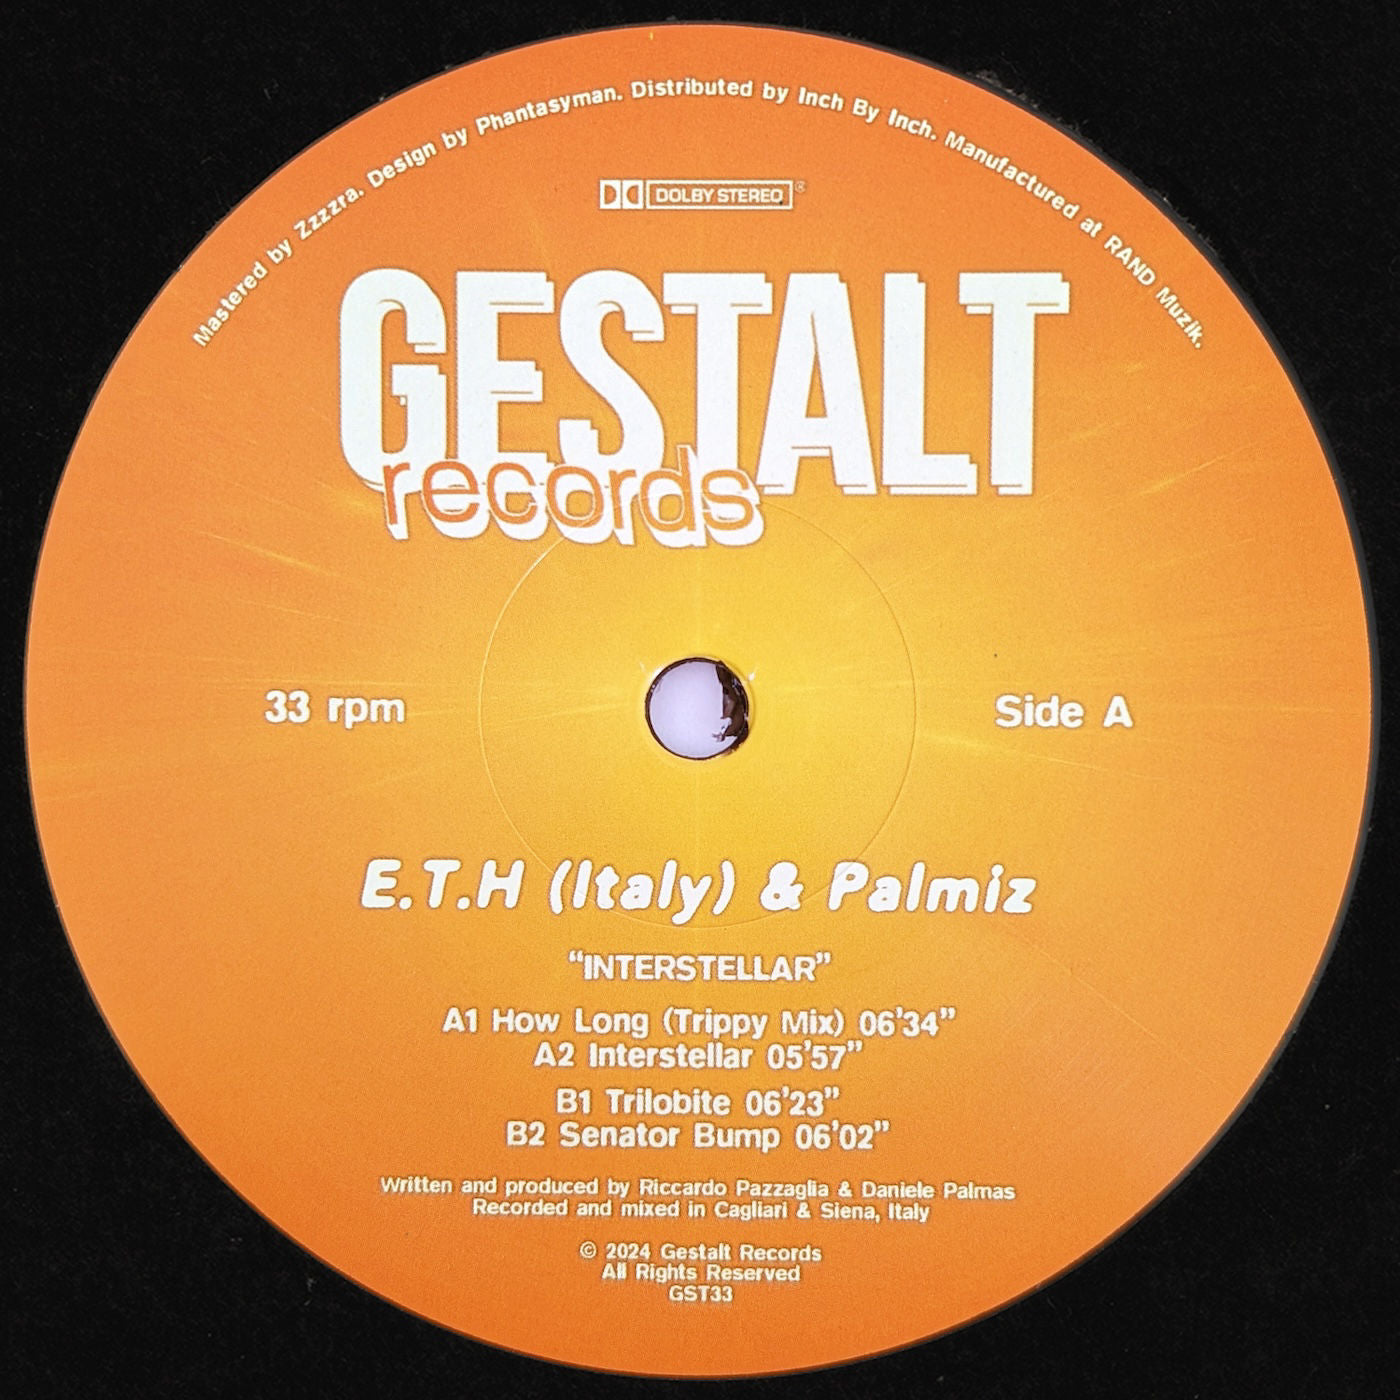 Mastered by Zzzzra. Design by Phantasyman. Distributed by Inch By Inch. Manufactured at RAND Muzik.
DOLBY STEREO ®
GESTALT
records
33 rpm
Side A
E.T.H (Italy) & Palmiz
“INTERSTELLAR”
A1 How Long (Trippy Mix) 06’34”
A2 Interstellar 05’57”
B1 Trilobite 06’23”
B2 Senator Bump 06’02”
Written and produced by Riccardo Pazzaglia & Daniele Palmas
Recorded and mixed in Cagliari & Siena, Italy
© 2024 Gestalt Records
All Rights Reserved
GST33